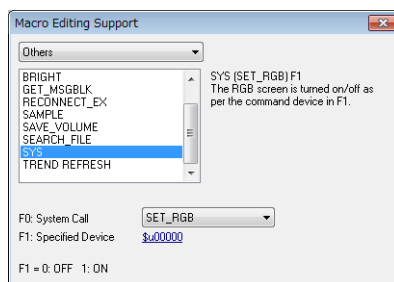 Macro Editing Support
Others
BRIGHT
GET_MSGBLK
RECONNECT_EX
SAMPLE
SAVE_VOLUME
SEARCH_FILE
SYS
TREND REFRESH
SYS (SET_RGB) F1
The RGB screen is turned on/off as
per the command device in F1.
F0: System Call
SET_RGB
F1: Specified Device
$u00000
F1 = 0: OFF 1: ON